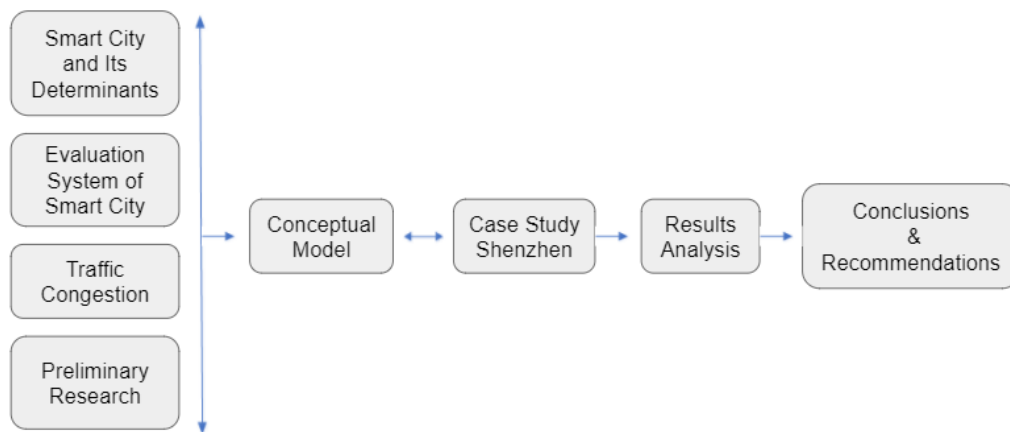 Smart City
and Its
Determinants
Evaluation
System of
Smart City
Traffic
Congestion
Preliminary
Research
Conceptual
Model
Case Study
Shenzhen
Results
Analysis
Conclusions
&
Recommendations